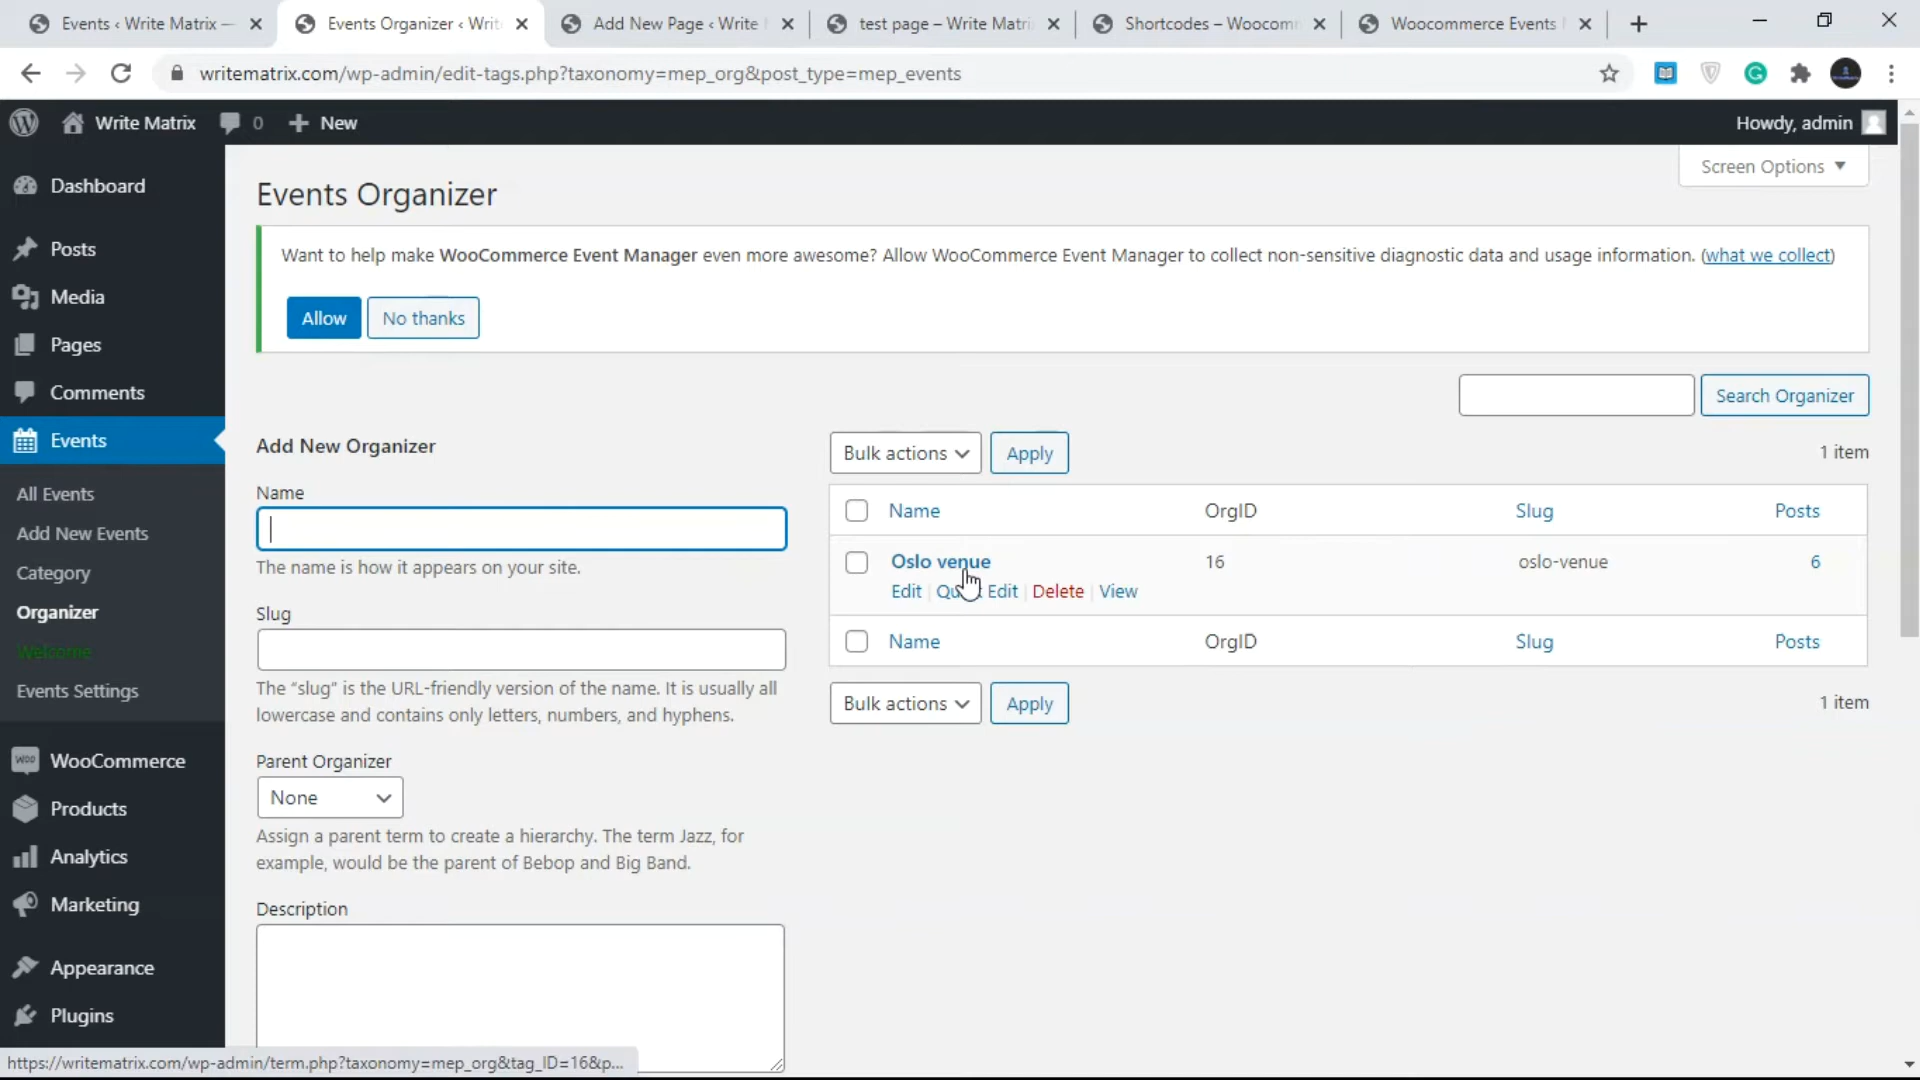 Events ‹ Write Matrix —
Events Organizer ‹ Writ
Add New Page ‹ Write
test page – Write Matri
Shortcodes – Woocom
Woocommerce Events
writematrix.com/wp-admin/edit-tags.php?taxonomy=mep_org&post_type=mep_events
Write Matrix
0
New
Howdy, admin
Screen Options
Dashboard
Posts
Media
Pages
Comments
Events
All Events
Add New Events
Category
Organizer
Welcome
Events Settings
WooCommerce
Products
Analytics
Marketing
Appearance
Plugins
Events Organizer
Want to help make WooCommerce Event Manager even more awesome? Allow WooCommerce Event Manager to collect non-sensitive diagnostic data and usage information. (what we collect)
Allow
No thanks
Search Organizer
Add New Organizer
Name
The name is how it appears on your site.
Slug
The “slug” is the URL-friendly version of the name. It is usually all
lowercase and contains only letters, numbers, and hyphens.
Parent Organizer
None
Assign a parent term to create a hierarchy. The term Jazz, for
example, would be the parent of Bebop and Big Band.
Description
Bulk actions
Apply
1 item
Name OrgID Slug Posts
Oslo venue 16 oslo-venue 6
Edit | Edit | Delete | View
Name OrgID Slug Posts
Bulk actions
Apply
1 item
https://writematrix.com/wp-admin/term.php?taxonomy=mep_org&tag_ID=16&p...